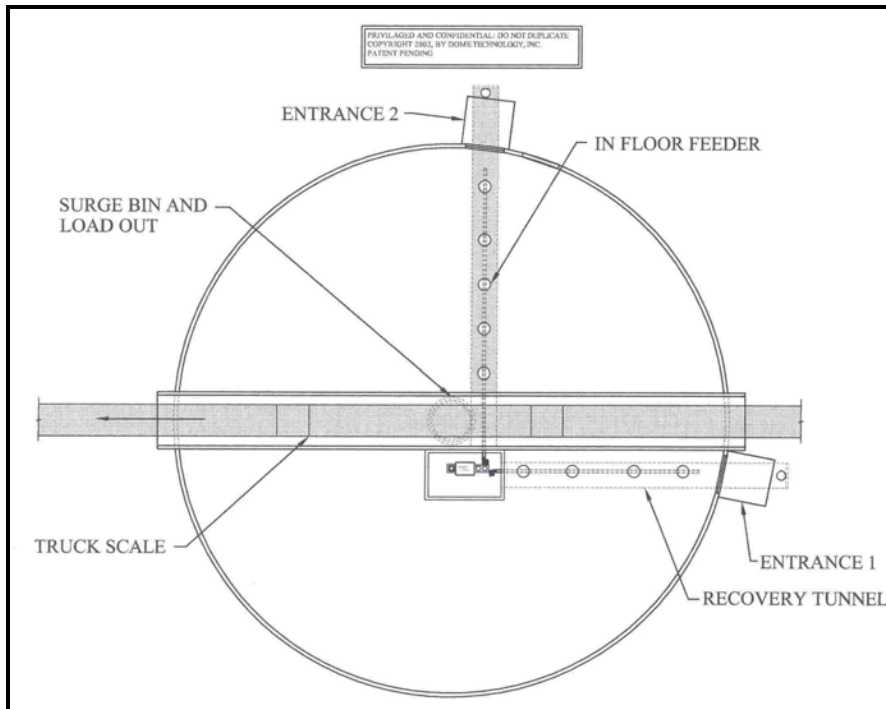 PRIVILAGED AND CONFIDENTIAL: DO NOT DUPLICATE
COPYRIGHT 2002, BY DOME TECHNOLOGY, INC.
PATENT PENDING
ENTRANCE 2
IN FLOOR FEEDER
SURGE BIN AND
LOAD OUT
TRUCK SCALE
ENTRANCE 1
RECOVERY TUNNEL